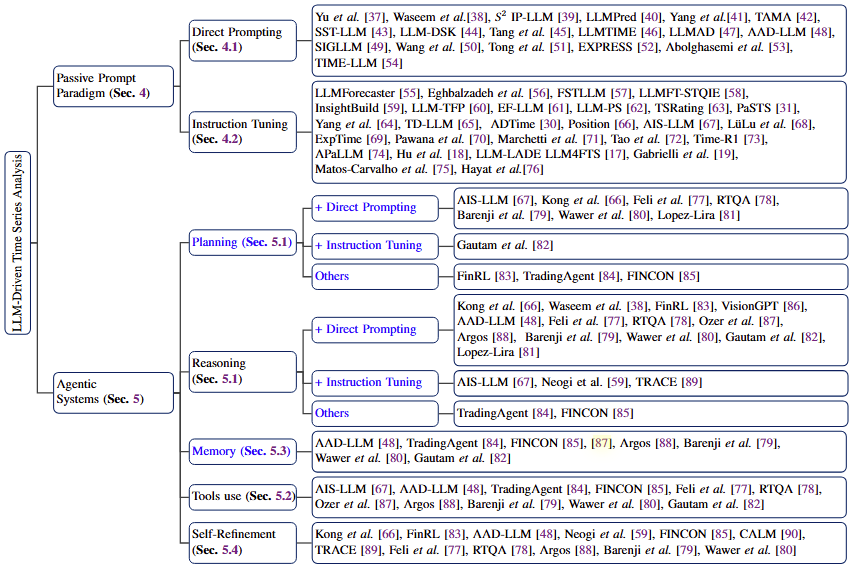 LLM-Driven Time Series Analysis
Passive Prompt
Paradigm (Sec. 4)
Direct Prompting
(Sec. 4.1)
Yu et al. [37], Waseem et al.[38], S² IP-LLM [39], LLMPred [40], Yang et al.[41], TAMA [42],
SST-LLM [43], LLM-DSK [44], Tang et al. [45], LLMTIME [46], LLMAD [47], AAD-LLM [48],
SIGLLM [49], Wang et al. [50], Tong et al. [51], EXPRESS [52], Abolghasemi et al. [53],
TIME-LLM [54]
Instruction Tuning
(Sec. 4.2)
LLMForecaster [55], Eghbalzadeh et al. [56], FSTLLM [57], LLMFT-STQIE [58],
InsightBuild [59], LLM-TFP [60], EF-LLM [61], LLM-PS [62], TSRating [63], PaSTS [31],
Yang et al. [64], TD-LLM [65], ADTime [30], Position [66], AIS-LLM [67], LüLu et al. [68],
ExpTime [69], Pawana et al. [70], Marchetti et al. [71], Tao et al. [72], Time-R1 [73],
APaLLM [74], Hu et al. [18], LLM-LADE LLM4FTS [17], Gabrielli et al. [19],
Matos-Carvalho et al. [75], Hayat et al.[76]
Agentic
Systems (Sec. 5)
Planning (Sec. 5.1)
+ Direct Prompting
AIS-LLM [67], Kong et al. [66], Feli et al. [77], RTQA [78],
Barenji et al. [79], Wawer et al. [80], Lopez-Lira [81]
+ Instruction Tuning
Gautam et al. [82]
Others
FinRL [83], TradingAgent [84], FINCON [85]
Reasoning
(Sec. 5.1)
+ Direct Prompting
Kong et al. [66], Waseem et al. [38], FinRL [83], VisionGPT [86],
AAD-LLM [48], Feli et al. [77], RTQA [78], Ozer et al. [87],
Argos [88], Barenji et al. [79], Wawer et al. [80], Gautam et al. [82],
Lopez-Lira [81]
+ Instruction Tuning
AIS-LLM [67], Neogi et al. [59], TRACE [89]
Others
TradingAgent [84], FINCON [85]
Memory (Sec. 5.3)
AAD-LLM [48], TradingAgent [84], FINCON [85], [87], Argos [88], Barenji et al. [79],
Wawer et al. [80], Gautam et al. [82]
Tools use (Sec. 5.2)
AIS-LLM [67], AAD-LLM [48], TradingAgent [84], FINCON [85], Feli et al. [77], RTQA [78],
Ozer et al. [87], Argos [88], Barenji et al. [79], Wawer et al. [80], Gautam et al. [82]
Self-Refinement
(Sec. 5.4)
Kong et al. [66], FinRL [83], AAD-LLM [48], Neogi et al. [59], FINCON [85], CALM [90],
TRACE [89], Feli et al. [77], RTQA [78], Argos [88], Barenji et al. [79], Wawer et al. [80]